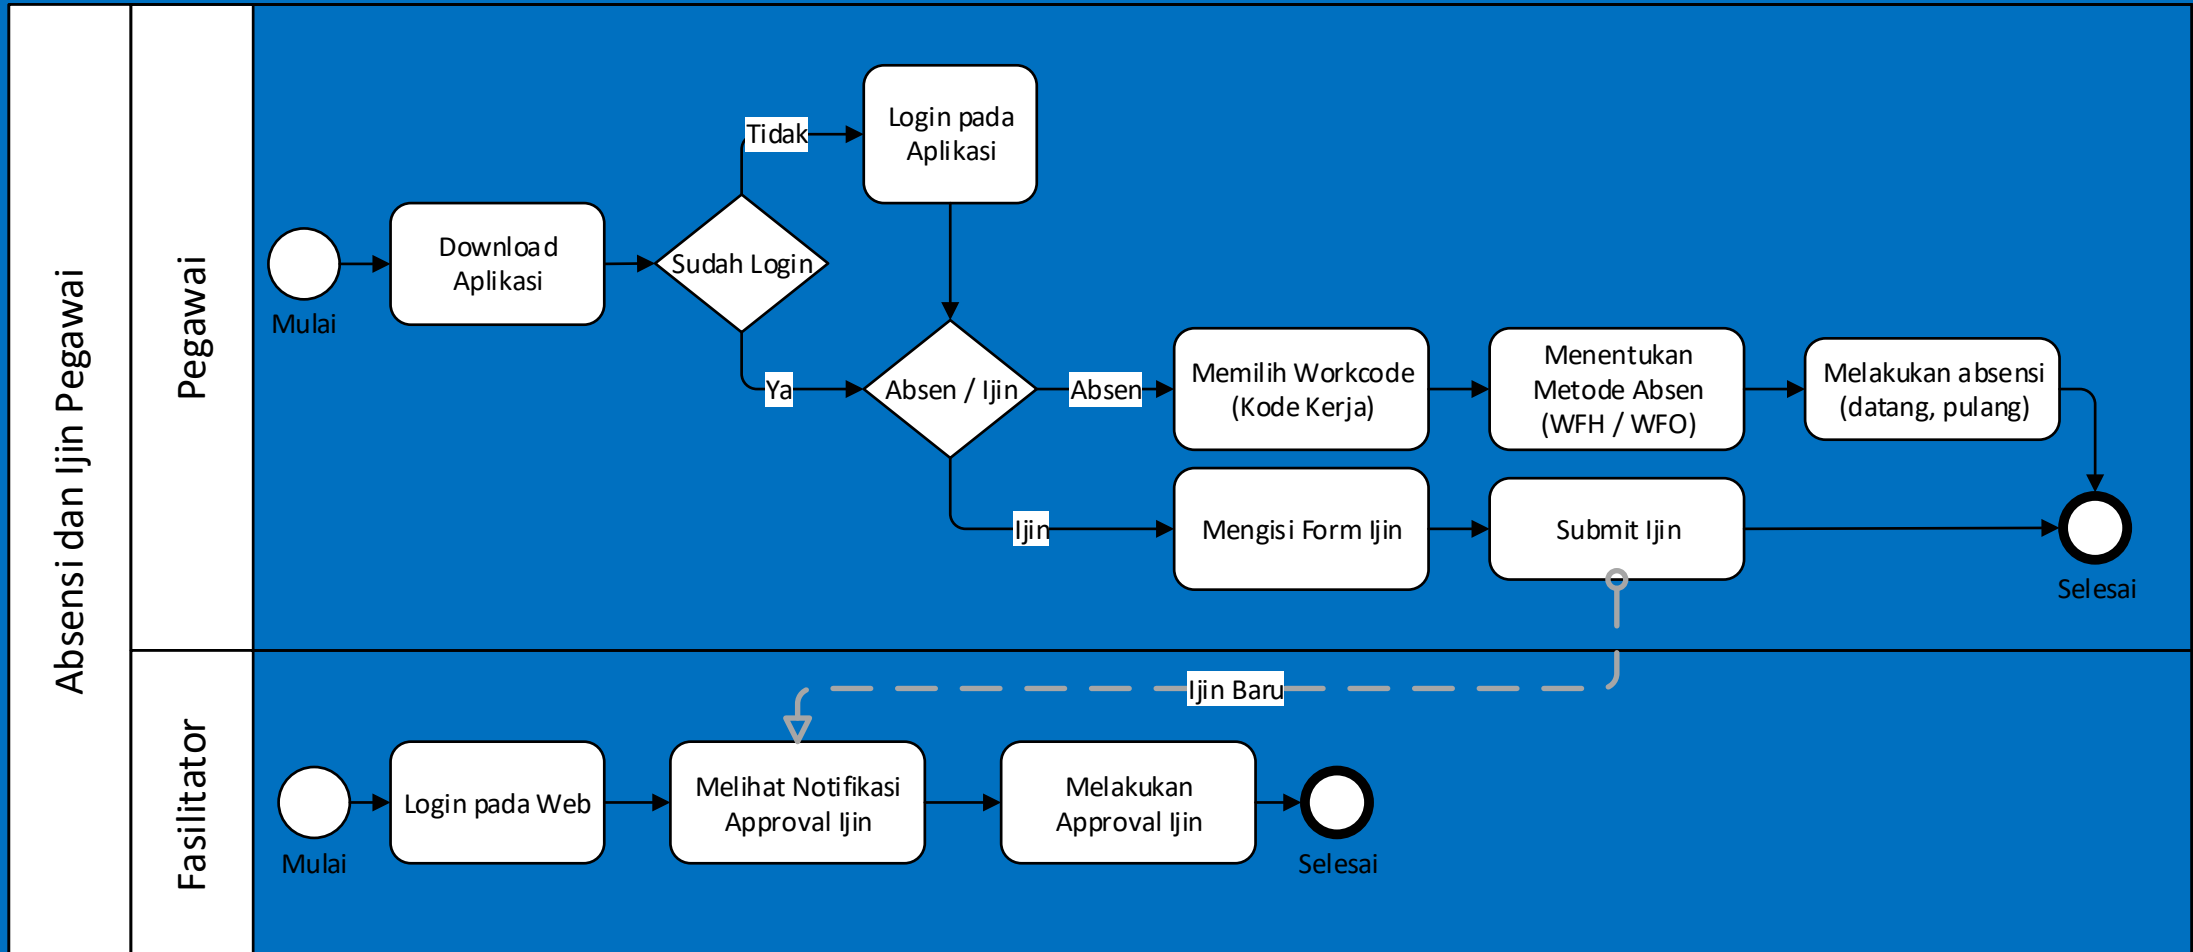 Absensi dan Ijin Pegawai
Pegawai
Mulai
Download
Aplikasi
Sudah Login
Tidak
Login pada
Aplikasi
Ya
Absen / Ijin
Absen
Memilih Workcode
(Kode Kerja)
Menentukan
Metode Absen
(WFH / WFO)
Melakukan absensi
(datang, pulang)
Ijin
Mengisi Form Ijin
Submit Ijin
Selesai
Fasilitator
Ijin Baru
Mulai
Login pada Web
Melihat Notifikasi
Approval Ijin
Melakukan
Approval Ijin
Selesai